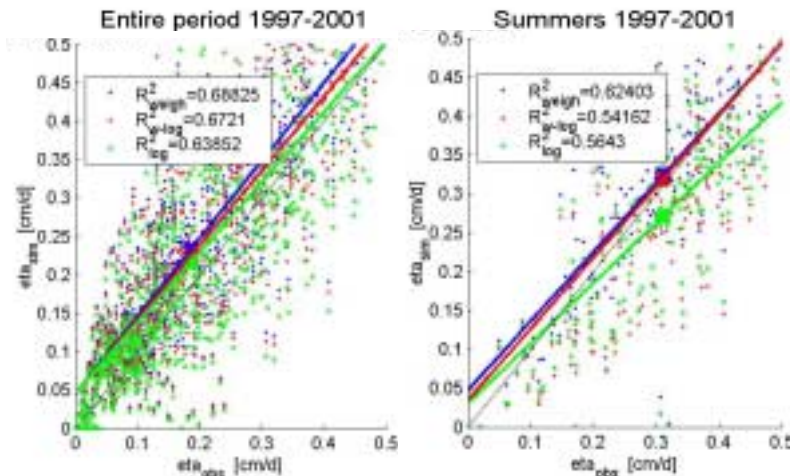 Entire period 1997-2001
R²weigh=0.68825
R²w-log=0.6721
R²log=0.63852
eta_sim [cm/d]
0.5
0.45
0.4
0.35
0.3
0.25
0.2
0.15
0.1
0.05
0
0 0.1 0.2 0.3 0.4 0.5
eta_obs [cm/d]
Summers 1997-2001
R²weigh=0.62403
R²w-log=0.54162
R²log=0.5643
eta_sim [cm/d]
0.5
0.45
0.4
0.35
0.3
0.25
0.2
0.15
0.1
0.05
0
0 0.1 0.2 0.3 0.4 0.5
eta_obs [cm/d]